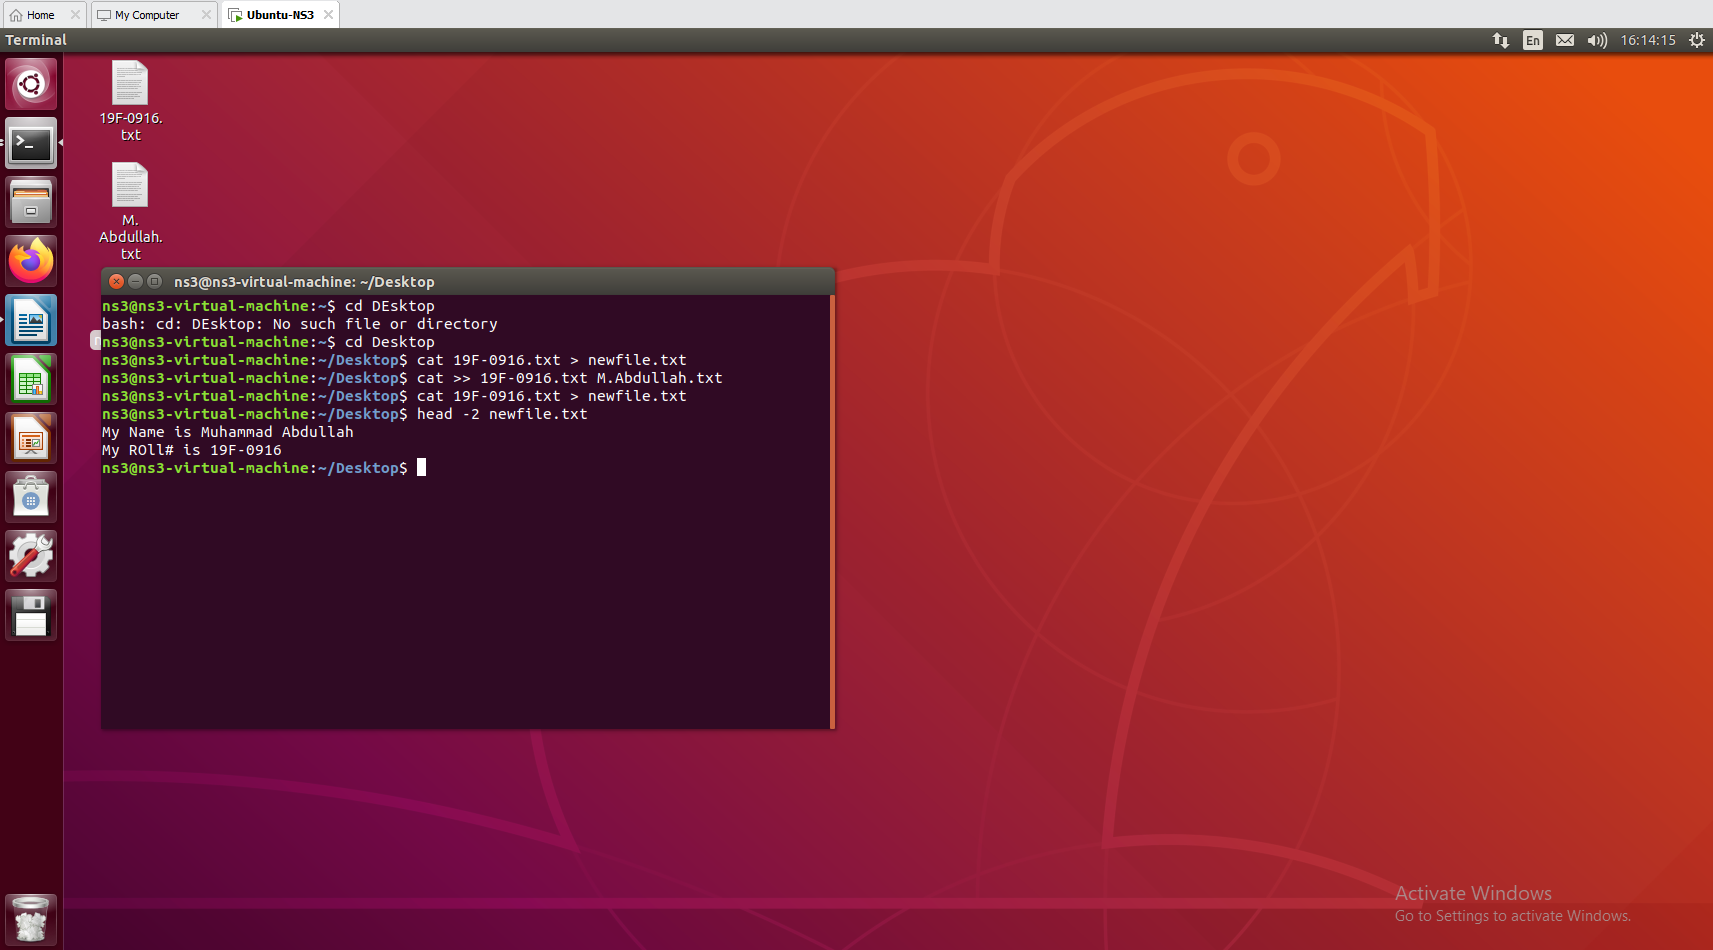 Home
My Computer
Ubuntu-NS3
Terminal
En
16:14:15
19F-0916.
txt
M.
Abdullah.
txt
ns3@ns3-virtual-machine: ~/Desktop
ns3@ns3-virtual-machine:~$ cd DEsktop
bash: cd: DEsktop: No such file or directory
ns3@ns3-virtual-machine:~$ cd Desktop
ns3@ns3-virtual-machine:~/Desktop$ cat 19F-0916.txt > newfile.txt
ns3@ns3-virtual-machine:~/Desktop$ cat >> 19F-0916.txt M.Abdullah.txt
ns3@ns3-virtual-machine:~/Desktop$ cat 19F-0916.txt > newfile.txt
ns3@ns3-virtual-machine:~/Desktop$ head -2 newfile.txt
My Name is Muhammad Abdullah
My ROll# is 19F-0916
ns3@ns3-virtual-machine:~/Desktop$
Activate Windows
Go to Settings to activate Windows.